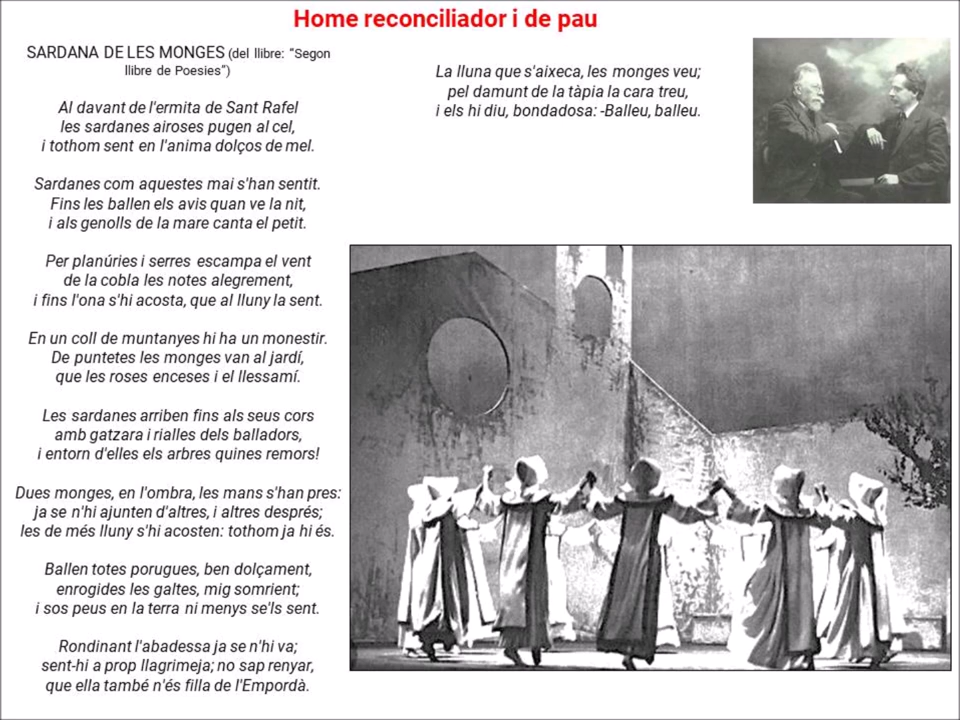 Home reconciliador i de pau
SARDANA DE LES MONGES (del llibre: "Segon
llibre de Poesies")
Al davant de l'ermita de Sant Rafel
les sardanes airoses pugen al cel,
i tothom sent en l'anima dolços de mel.
Sardanes com aquestes mai s'han sentit.
Fins les ballen els avis quan ve la nit,
i als genolls de la mare canta el petit.
Per planúries i serres escampa el vent
de la cobla les notes alegrement,
i fins l'ona s'hi acosta, que al lluny la sent.
En un coll de muntanyes hi ha un monestir.
De puntetes les monges van al jardí,
que les roses enceses i el llessamí.
Les sardanes arriben fins als seus cors
amb gatzara i rialles dels balladors,
i entorn d'elles els arbres quines remors!
Dues monges, en l'ombra, les mans s'han pres:
ja se n'hi ajunten d'altres, i altres després;
les de més lluny s'hi acosten: tothom ja hi és.
Ballen totes porugues, ben dolçament,
enrogides les galtes, mig somrient;
i sos peus en la terra ni menys se'ls sent.
Rondinant l'abadessa ja se n'hi va;
sent-hi a prop llagrimeja; no sap renyar,
que ella també n'és filla de l'Empordà.
La lluna que s'aixeca, les monges veu;
pel damunt de la tàpia la cara treu,
i els hi diu, bondadosa: -Balleu, balleu.